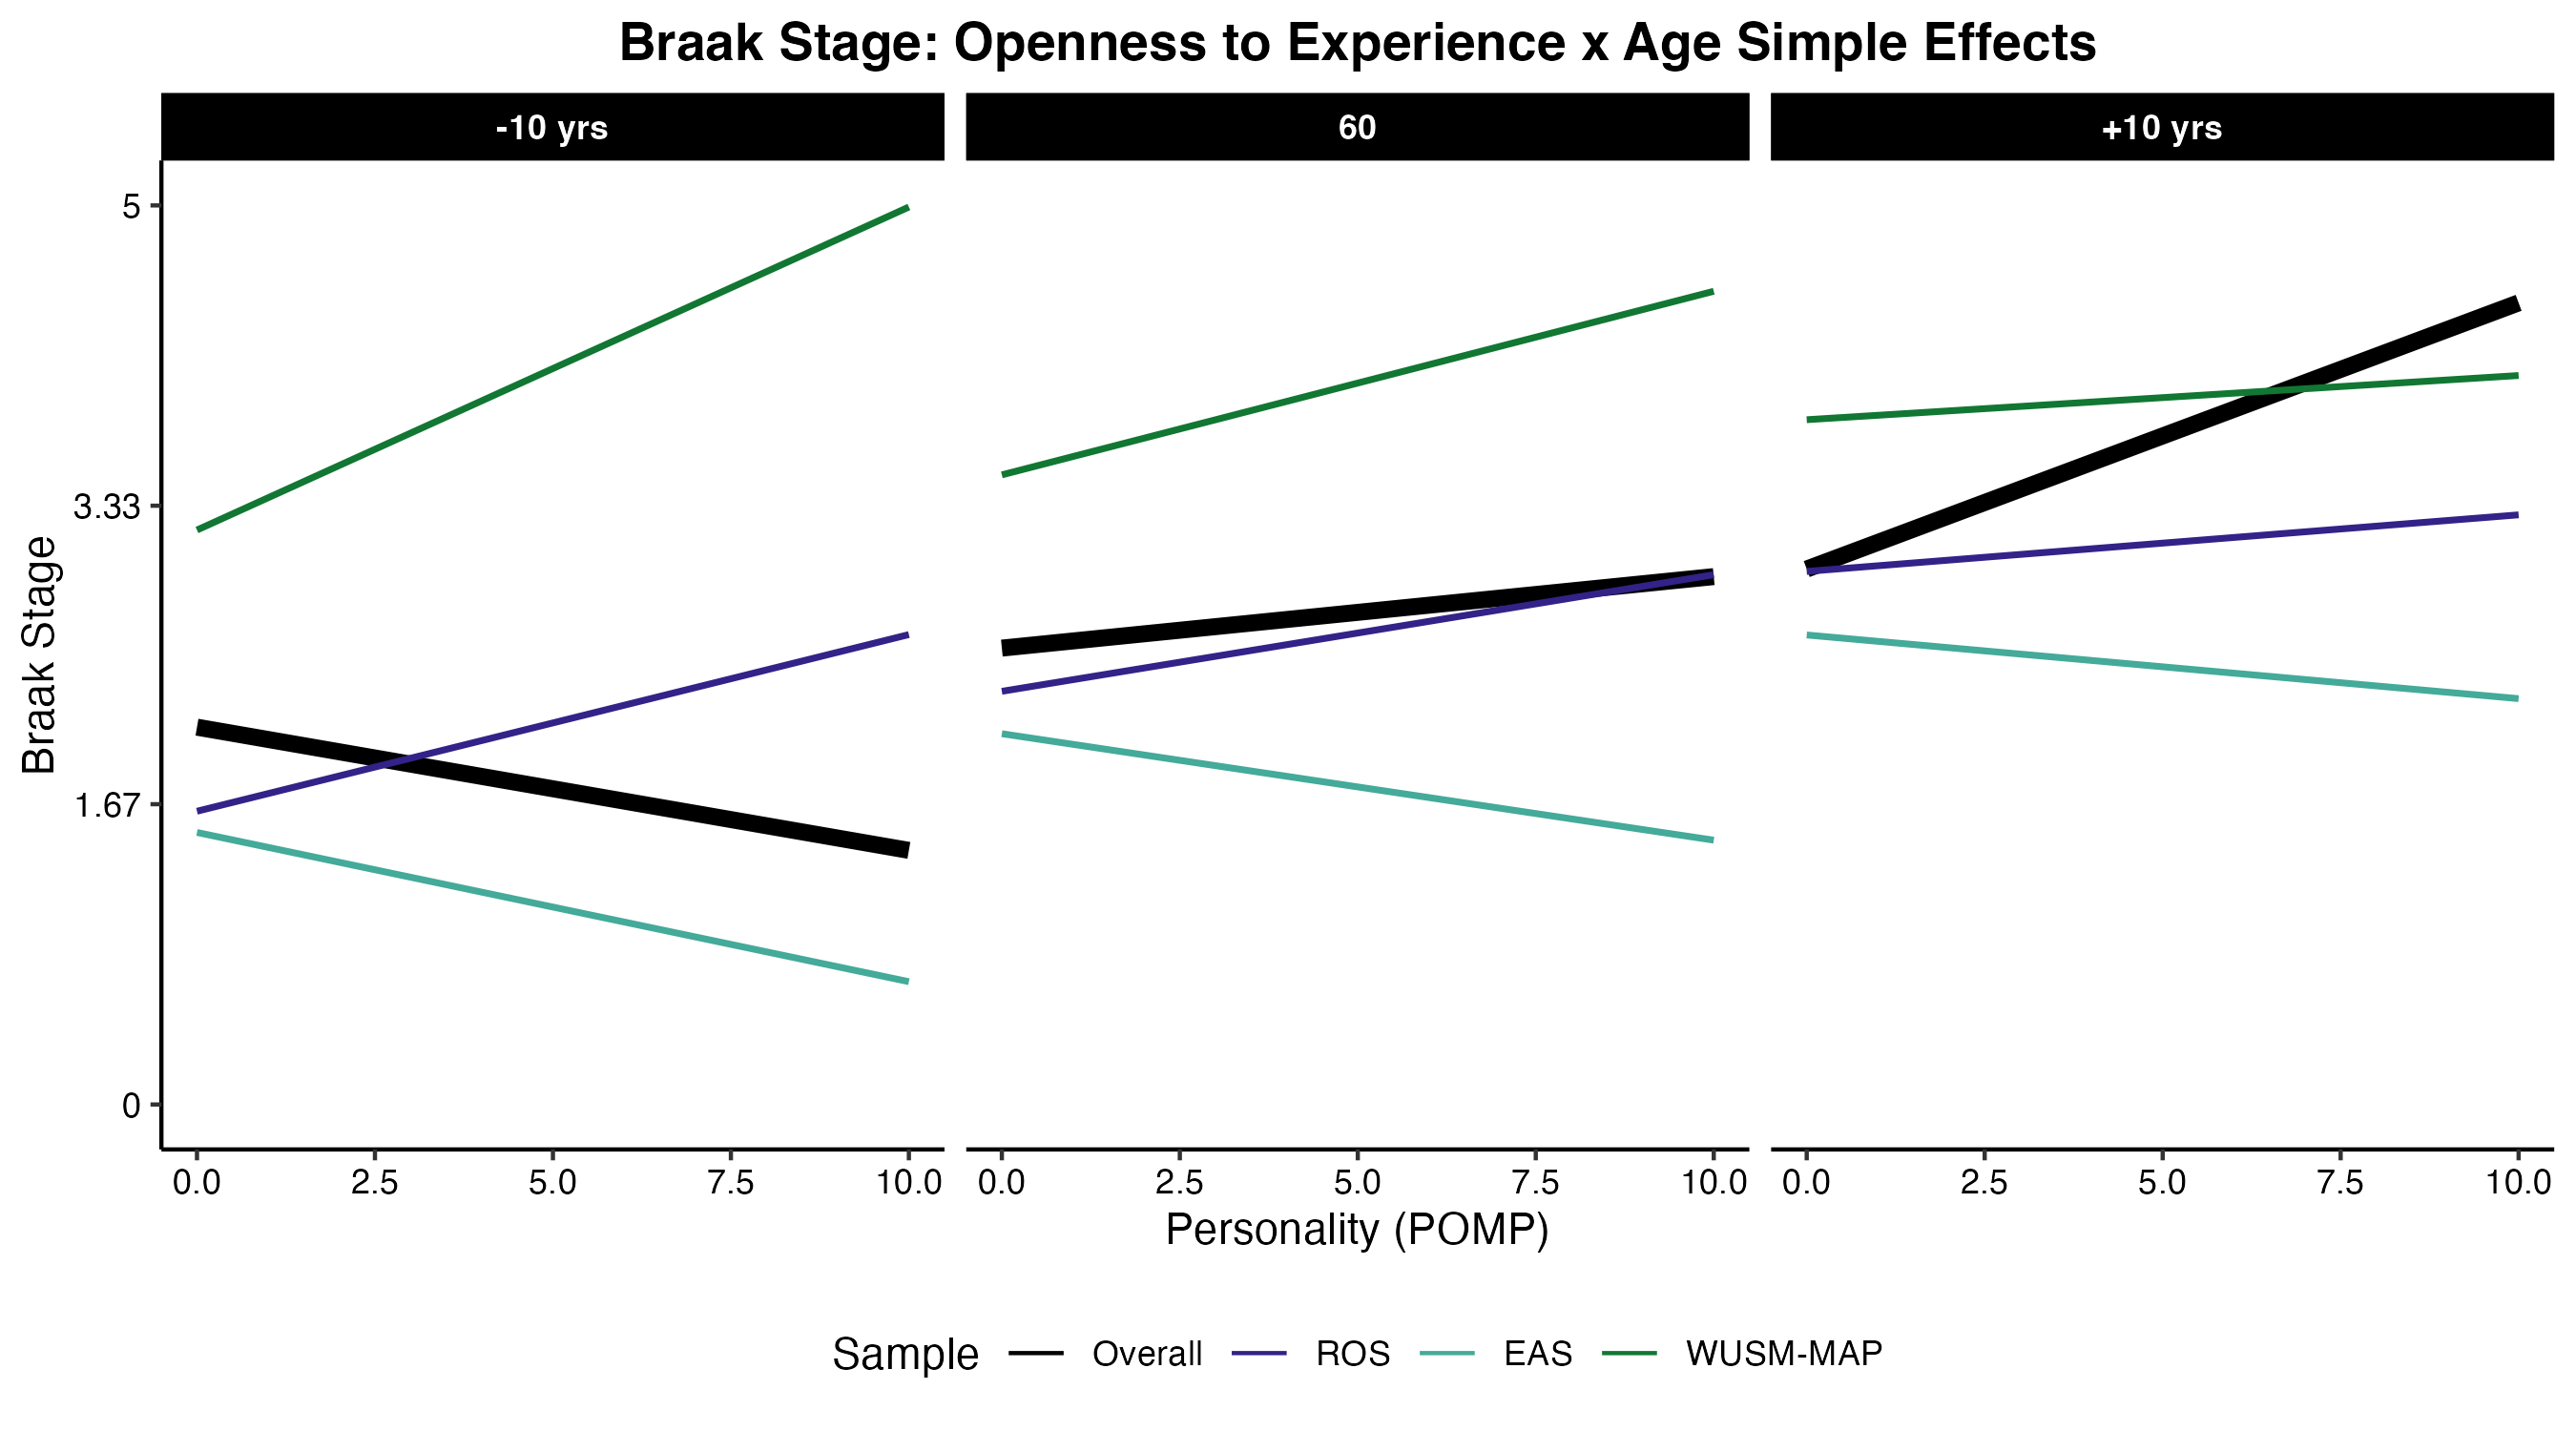 Braak Stage: Openness to Experience x Age Simple Effects
-10 yrs 60 +10 yrs
5
3.33
1.67
0
Braak Stage
0.0 2.5 5.0 7.5 10.0 0.0 2.5 5.0 7.5 10.0 0.0 2.5 5.0 7.5 10.0
Personality (POMP)
Sample Overall ROS EAS WUSM-MAP